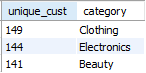 unique_cust category
149 Clothing
144 Electronics
141 Beauty